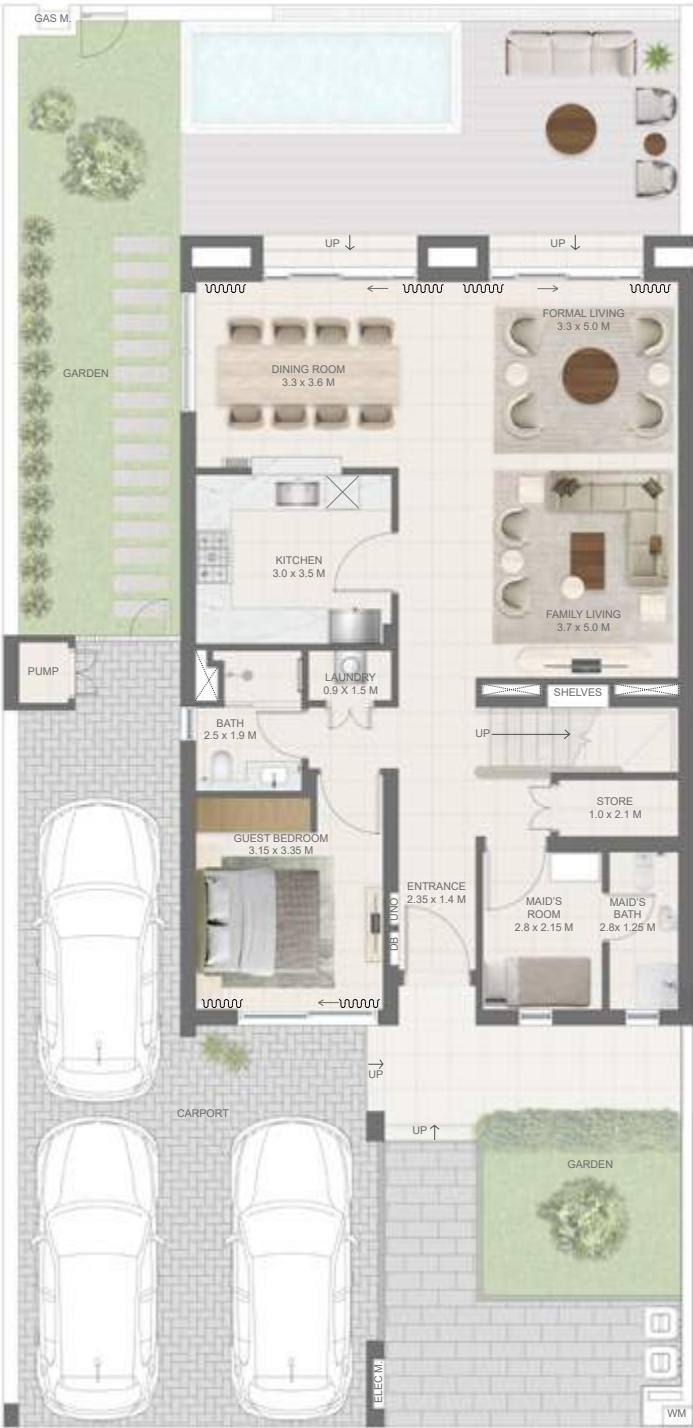 GAS M.
UP
UP
FORMAL LIVING
3.3 x 5.0 M
DINING ROOM
3.3 x 3.6 M
GARDEN
KITCHEN
3.0 x 3.5 M
FAMILY LIVING
3.7 x 5.0 M
PUMP
LAUNDRY
0.9 X 1.5 M
SHELVES
BATH
2.5 x 1.9 M
UP
STORE
1.0 x 2.1 M
GUEST BEDROOM
3.15 x 3.35 M
ENTRANCE
2.35 x 1.4 M
DB
UNO
MAID'S
ROOM
2.8 x 2.15 M
MAID'S
BATH
2.8x 1.25 M
UP
CARPORT
UP
GARDEN
ELEC M.
WM